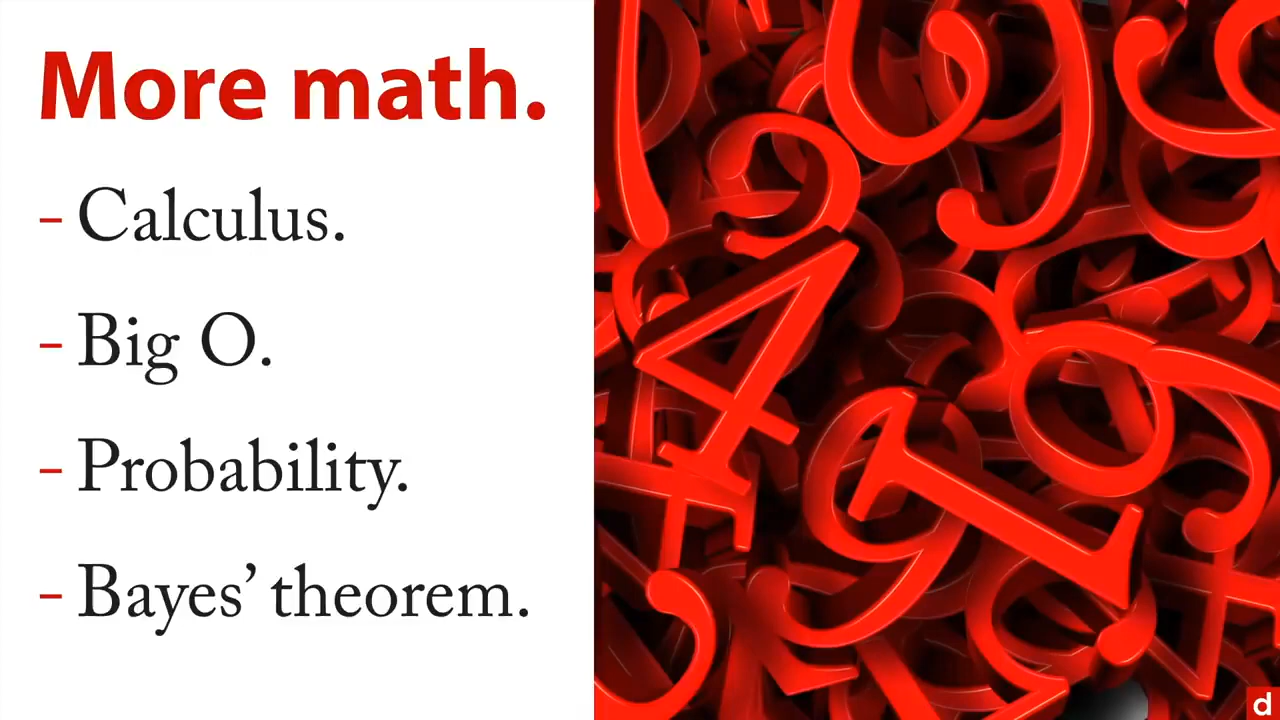 More math.
- Calculus.
- Big O.
- Probability.
- Bayes’ theorem.
d